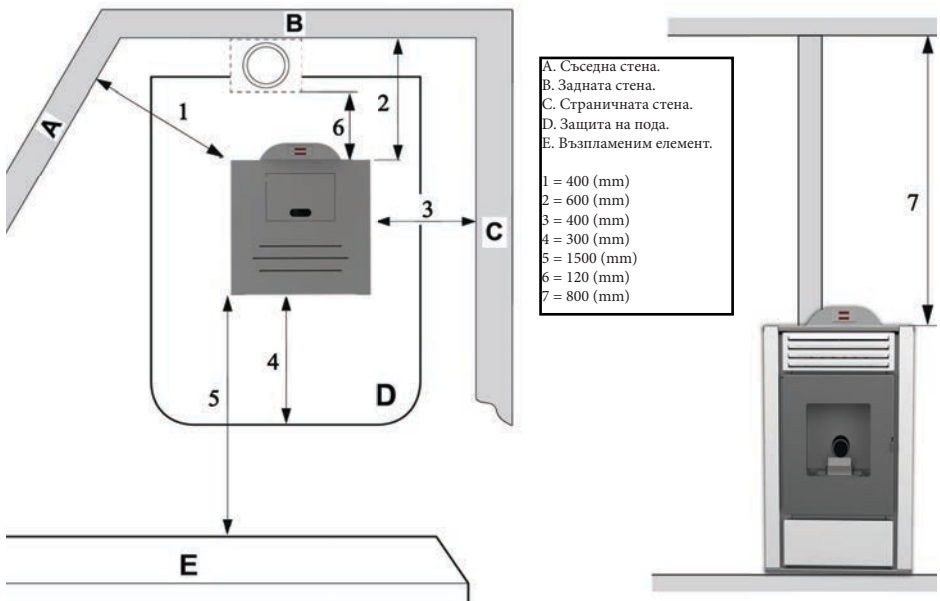 B
A
1
2
6
3
C
4
5
D
E
A. Съседна стена.
B. Задната стена.
C. Страничната стена.
D. Защита на пода.
E. Възпламеним елемент.
1 = 400 (mm)
2 = 600 (mm)
3 = 400 (mm)
4 = 300 (mm)
5 = 1500 (mm)
6 = 120 (mm)
7 = 800 (mm)
7